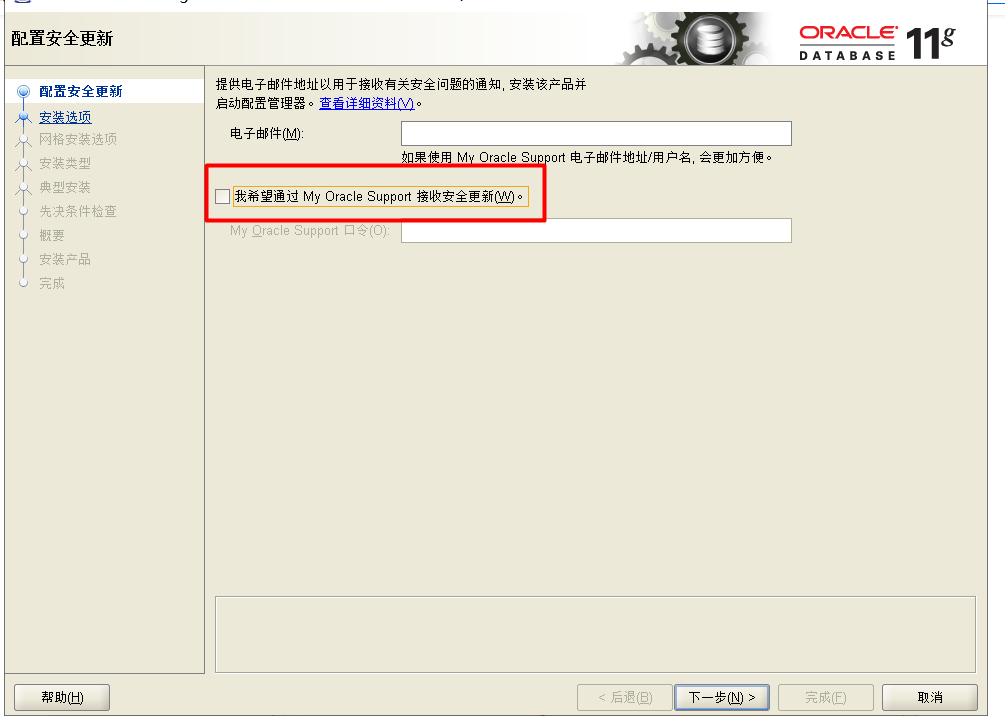 配置安全更新
ORACLE
DATABASE 11g
配置安全更新
安装选项
网格安装选项
安装类型
典型安装
先决条件检查
概要
安装产品
完成
提供电子邮件地址以用于接收有关安全问题的通知, 安装该产品并
启动配置管理器。查看详细资料(V)。
电子邮件(M):
如果使用 My Oracle Support 电子邮件地址/用户名, 会更加方便。
我希望通过 My Oracle Support 接收安全更新(W)。
My Oracle Support 口令(O):
帮助(H)
< 后退(B)
下一步(N) >
完成(F)
取消